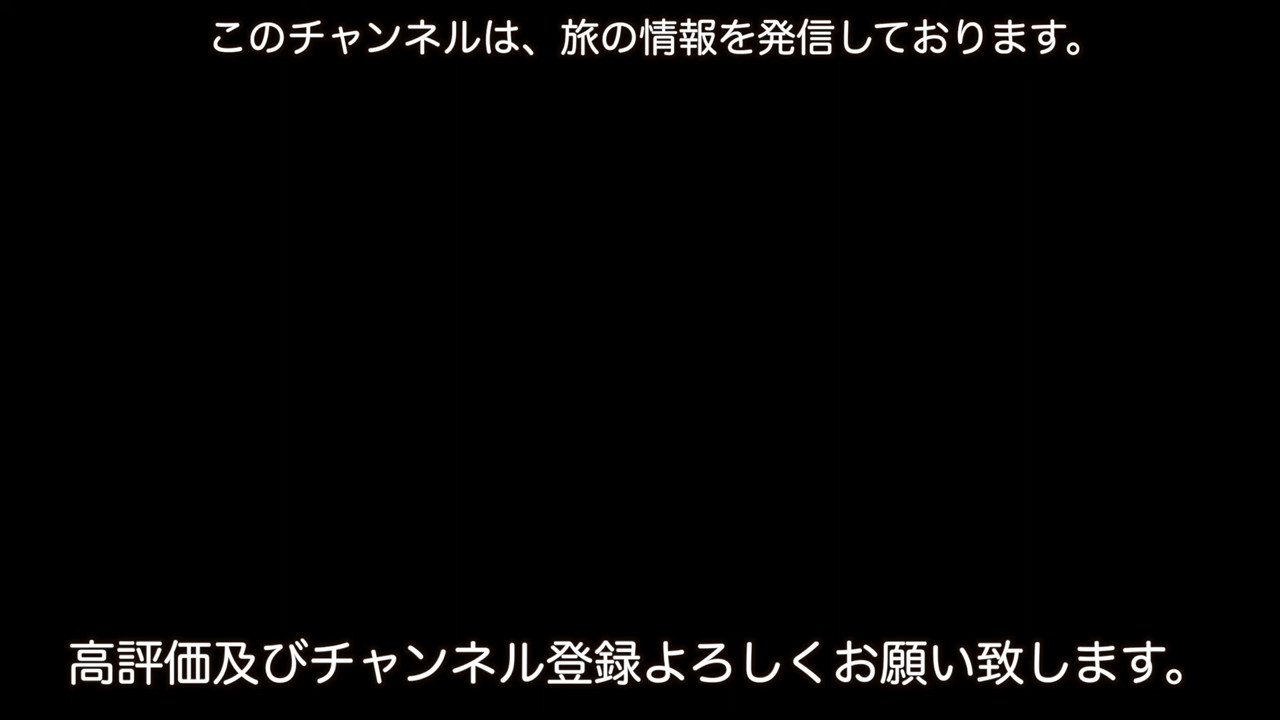 このチャンネルは、旅の情報を発信しております。
高評価及びチャンネル登録よろしくお願い致します。